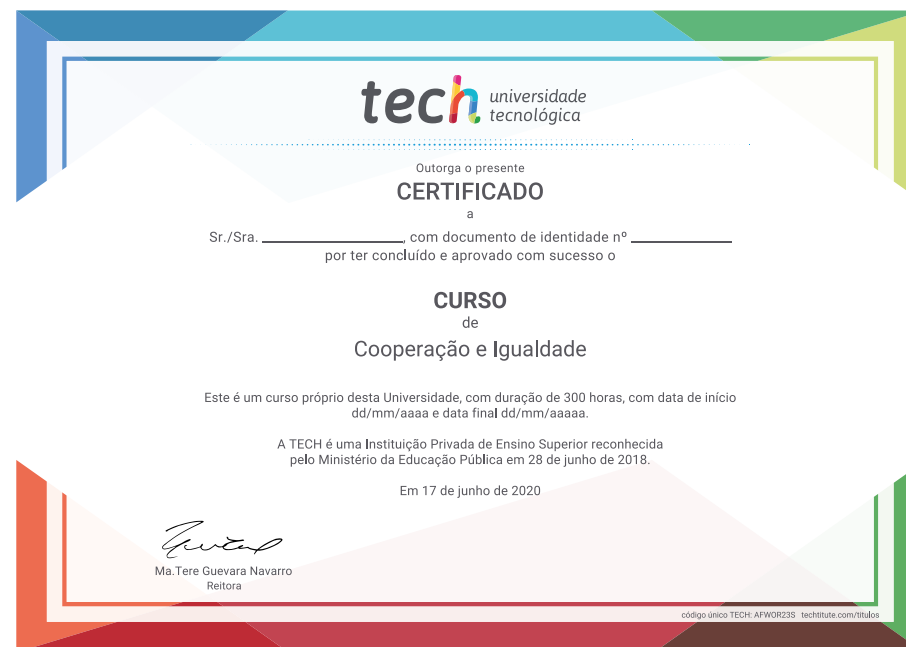 tech universidade
tecnológica
Outorga o presente
CERTIFICADO
a
Sr./Sra. ______________, com documento de identidade nº __________
por ter concluído e aprovado com sucesso o
CURSO
de
Cooperação e Igualdade
Este é um curso próprio desta Universidade, com duração de 300 horas, com data de início
dd/mm/aaaa e data final dd/mm/aaaaa.
A TECH é uma Instituição Privada de Ensino Superior reconhecida
pelo Ministério da Educação Pública em 28 de junho de 2018.
Em 17 de junho de 2020
Ma.Tere Guevara Navarro
Reitora
código único TECH: AFWOR23S techtitute.com/titulos